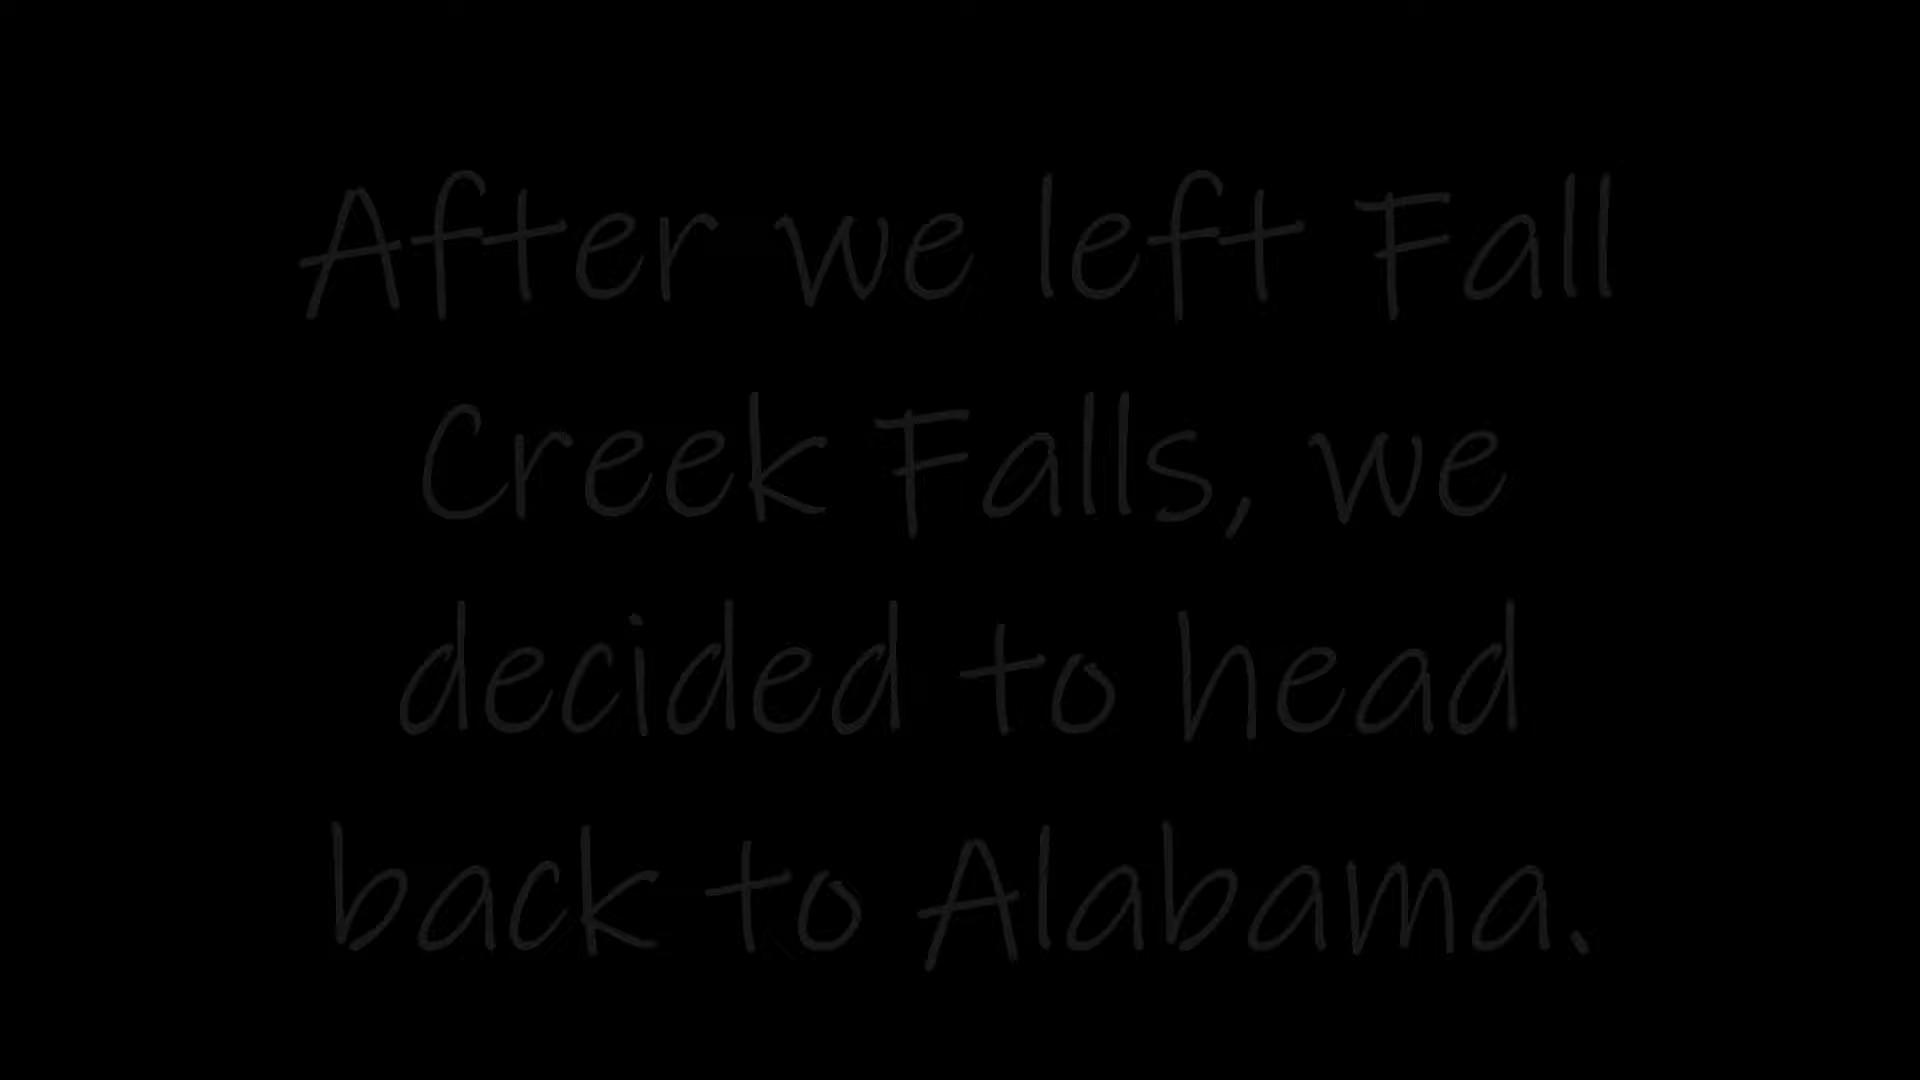 After we left Fall
Creek Falls, we
decided to head
back to Alabama.